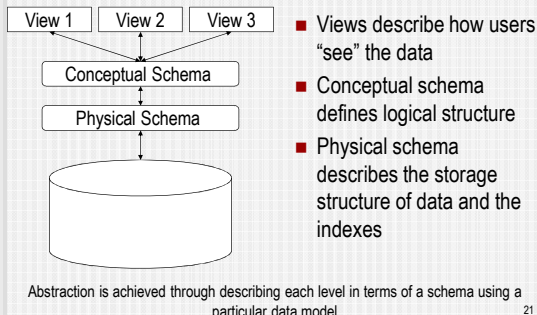 View 1 View 2 View 3
Conceptual Schema
Physical Schema
Views describe how users
“see” the data
Conceptual schema
defines logical structure
Physical schema
describes the storage
structure of data and the
indexes
Abstraction is achieved through describing each level in terms of a schema using a
particular data model
21